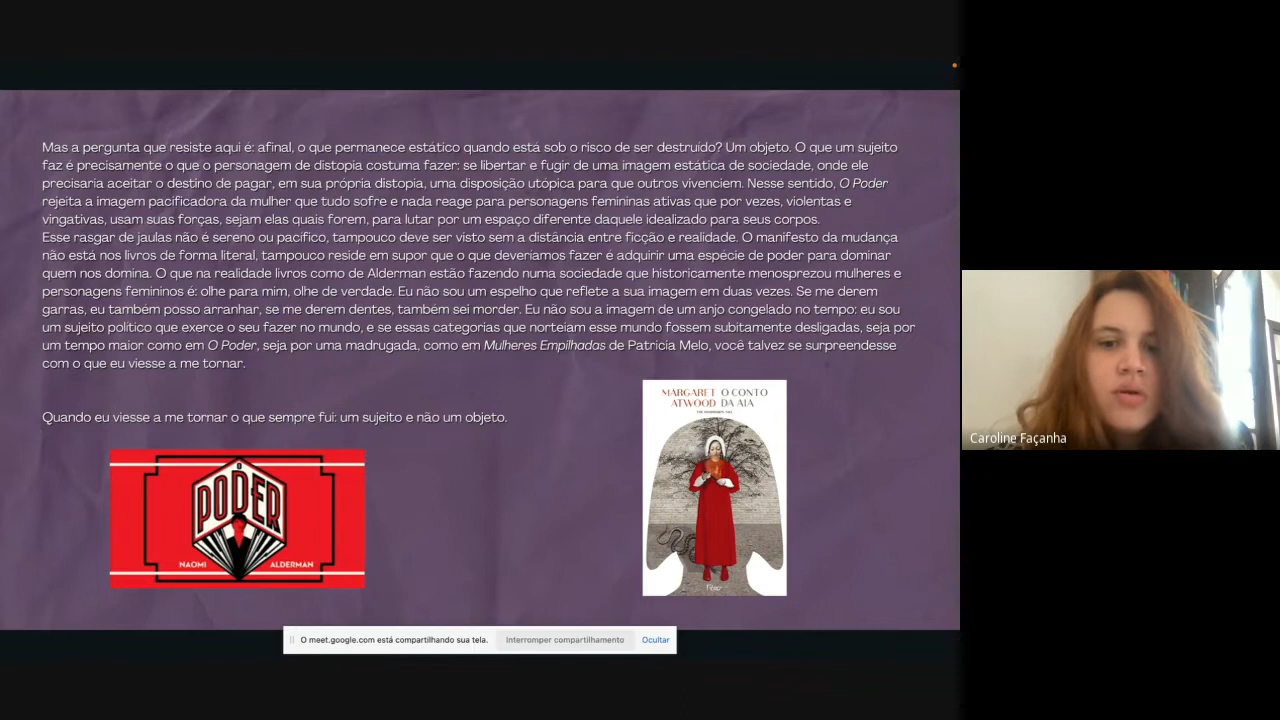 Mas a pergunta que resiste aqui é: afinal, o que permanece estático quando está sob o risco de ser destruído? Um objeto. O que um sujeito
faz é precisamente o que o personagem de distopia costuma fazer: se libertar e fugir de uma imagem estática de sociedade, onde ele
precisaria aceitar o destino de pagar, em sua própria distopia, uma disposição utópica para que outros vivenciem. Nesse sentido, O Poder
rejeita a imagem pacificadora da mulher que tudo sofre e nada reage para personagens femininas ativas que por vezes, violentas e
vingativas, usam suas forças, sejam elas quais forem, para lutar por um espaço diferente daquele idealizado para seus corpos.
Esse rasgar de jaulas não é sereno ou pacífico, tampouco deve ser visto sem a distância entre ficção e realidade. O manifesto da mudança
não está nos livros de forma literal, tampouco reside em supor que o que deveríamos fazer é adquirir uma espécie de poder para dominar
quem nos domina. O que na realidade livros como de Alderman estão fazendo numa sociedade que historicamente menosprezou mulheres e
personagens femininos é: olhe para mim, olhe de verdade. Eu não sou um espelho que reflete a sua imagem em duas vezes. Se me derem
garras, eu também posso arranhar, se me derem dentes, também sei morder. Eu não sou a imagem de um anjo congelado no tempo: eu sou
um sujeito político que exerce o seu fazer no mundo, e se essas categorias que norteiam esse mundo fossem subitamente desligadas, seja por
um tempo maior como em O Poder, seja por uma madrugada, como em Mulheres Empilhadas de Patricia Melo, você talvez se surpreendesse
com o que eu viesse a me tornar.
Quando eu viesse a me tornar o que sempre fui: um sujeito e não um objeto.
MARGARET O CONTO
ATWOOD DA AIA
O
PODER
NAOMI ALDERMAN
Caroline Façanha
O meet.google.com está compartilhando sua tela. Interromper compartilhamento Ocultar